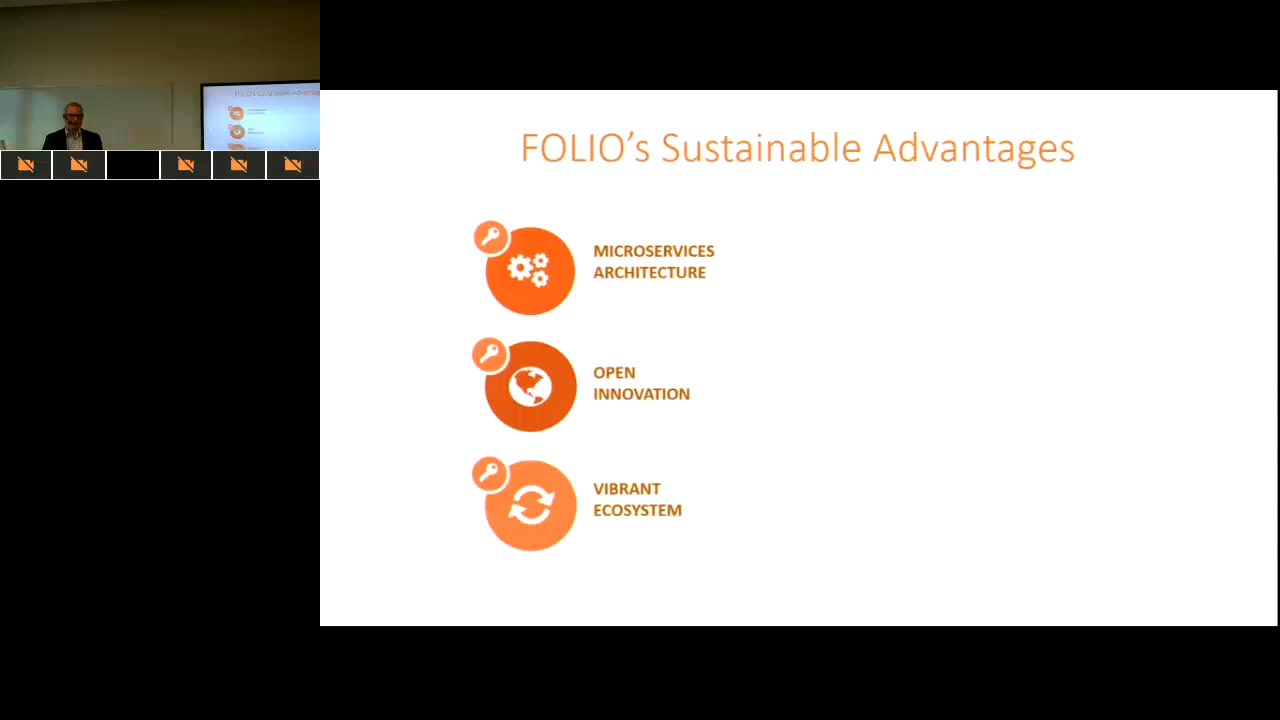 FOLIO's Sustainable Advantages
MICROSERVICES
ARCHITECTURE
OPEN
INNOVATION
VIBRANT
ECOSYSTEM